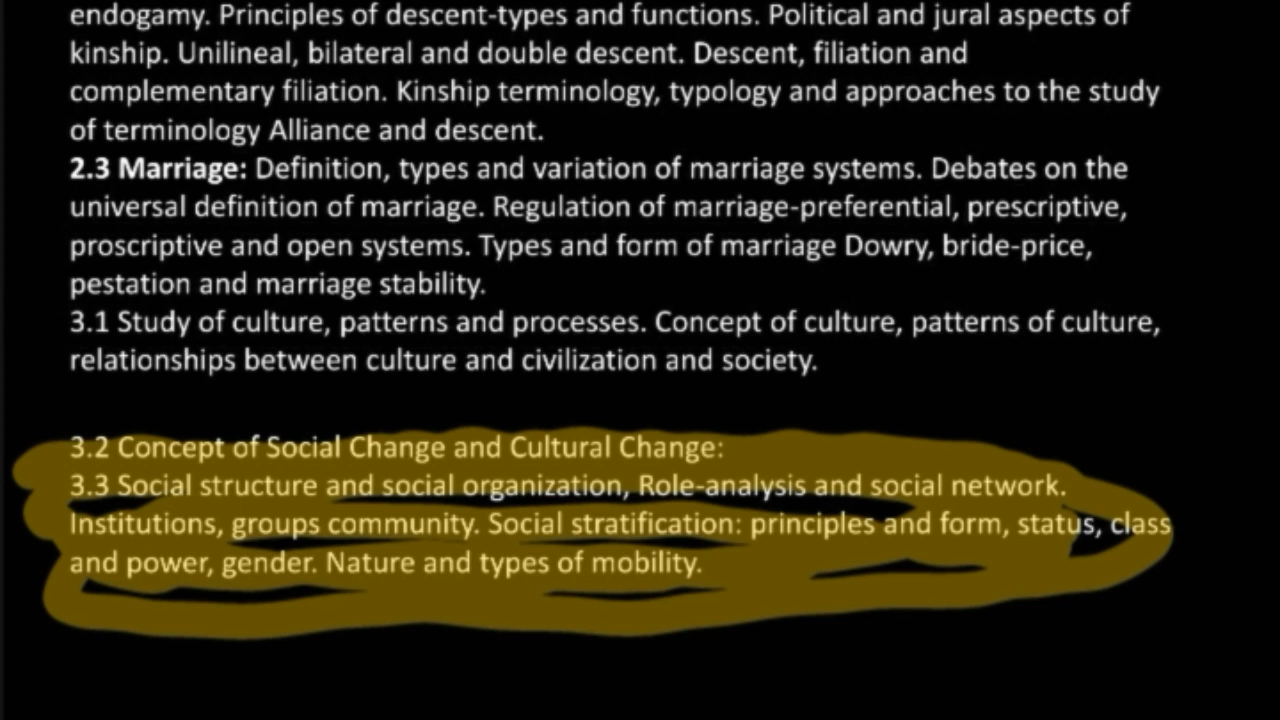 endogamy. Principles of descent-types and functions. Political and jural aspects of
kinship. Unilineal, bilateral and double descent. Descent, filiation and
complementary filiation. Kinship terminology, typology and approaches to the study
of terminology Alliance and descent.
2.3 Marriage: Definition, types and variation of marriage systems. Debates on the
universal definition of marriage. Regulation of marriage-preferential, prescriptive,
proscriptive and open systems. Types and form of marriage Dowry, bride-price,
pestation and marriage stability.
3.1 Study of culture, patterns and processes. Concept of culture, patterns of culture,
relationships between culture and civilization and society.
3.2 Concept of Social Change and Cultural Change:
3.3 Social structure and social organization, Role-analysis and social network.
Institutions, groups community. Social stratification: principles and form, status, class
and power, gender. Nature and types of mobility.